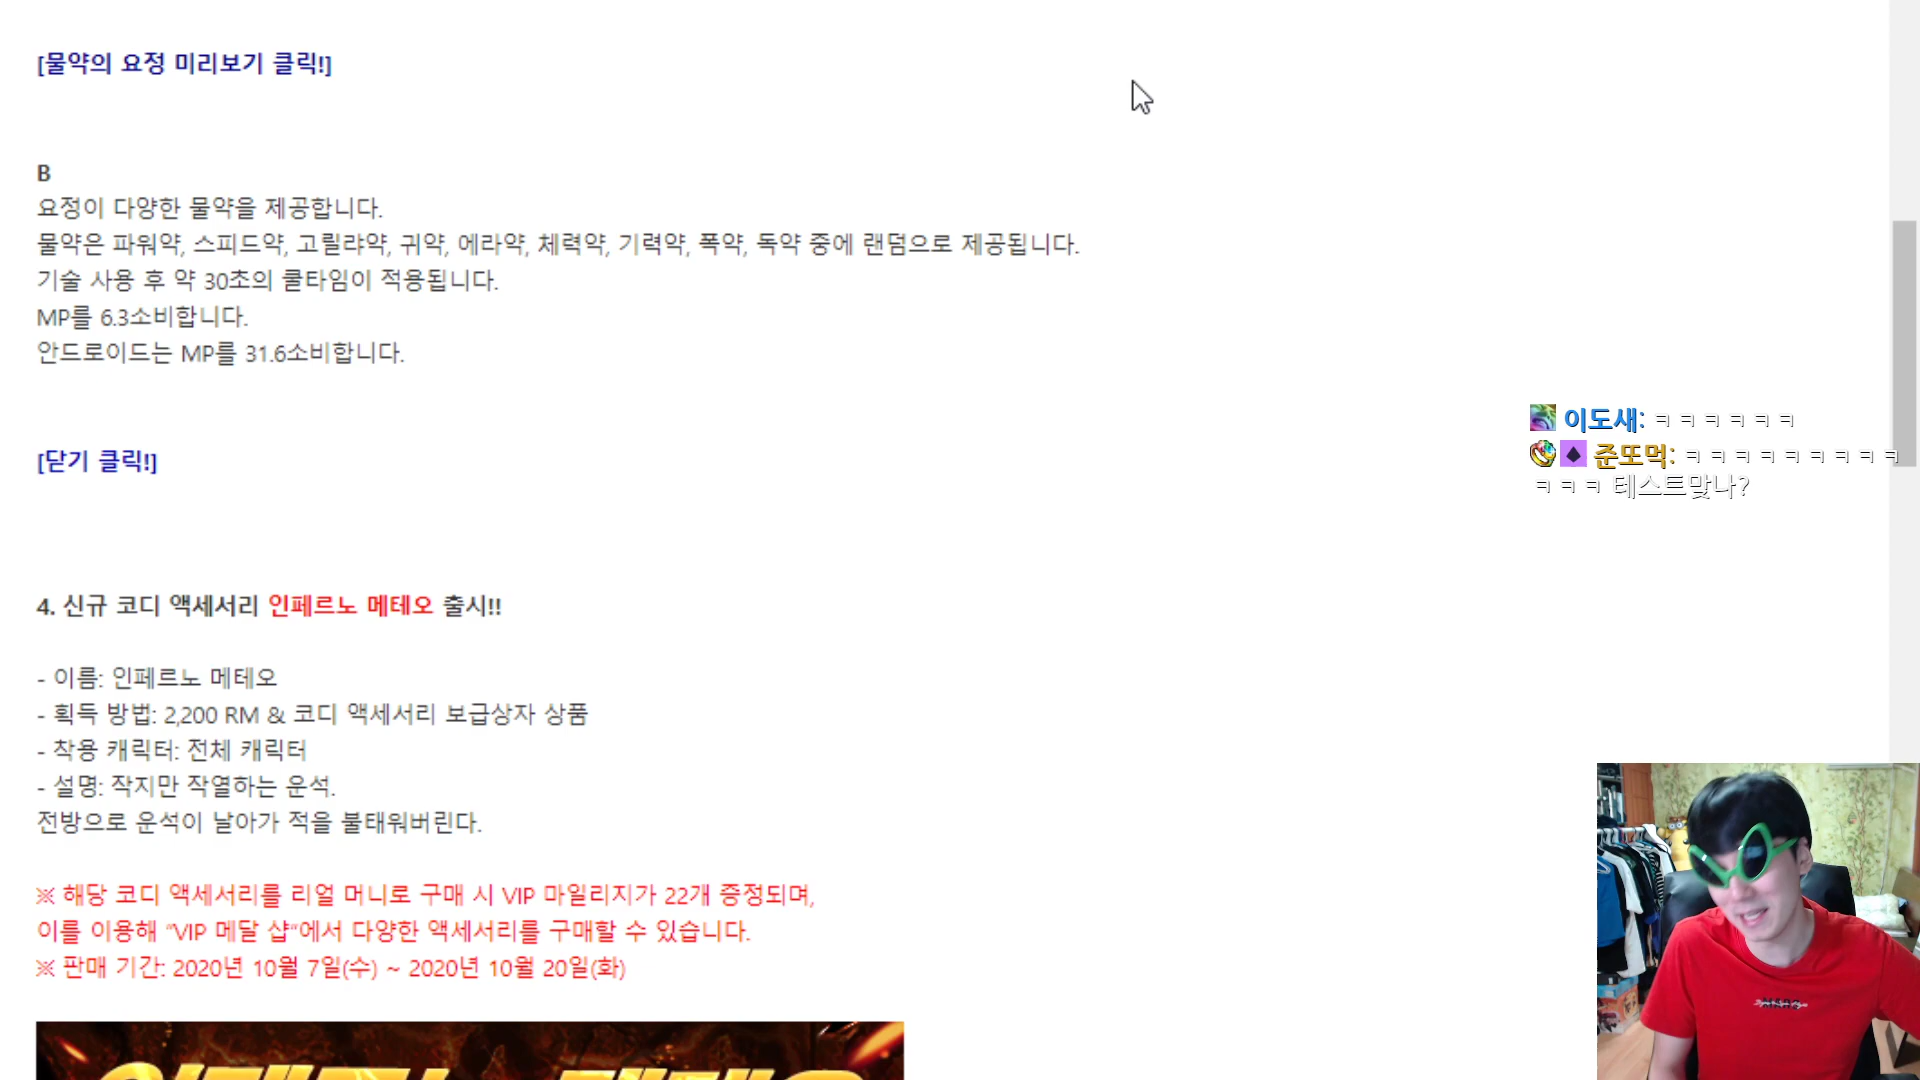 [물약의 요정 미리보기 클릭!]
B
요정이 다양한 물약을 제공합니다.
물약은 파워약, 스피드약, 고릴랴약, 귀약, 에라약, 체력약, 기력약, 폭약, 독약 중에 랜덤으로 제공됩니다.
기술 사용 후 약 30초의 쿨타임이 적용됩니다.
MP를 6.3소비합니다.
안드로이드는 MP를 31.6소비합니다.
[닫기 클릭!]
이도새: ㅋㅋㅋㅋㅋㅋ
준또먹: ㅋㅋㅋㅋㅋㅋㅋㅋㅋ
ㅋㅋㅋ 테스트맞나?
4. 신규 코디 액세서리 인페르노 메테오 출시!!
- 이름: 인페르노 메테오
- 획득 방법: 2,200 RM & 코디 액세서리 보급상자 상품
- 착용 캐릭터: 전체 캐릭터
- 설명: 작지만 작열하는 운석.
전방으로 운석이 날아가 적을 불태워버린다.
※ 해당 코디 액세서리를 리얼 머니로 구매 시 VIP 마일리지가 22개 증정되며,
이를 이용해 “VIP 메달 샵”에서 다양한 액세서리를 구매할 수 있습니다.
※ 판매 기간: 2020년 10월 7일(수) ~ 2020년 10월 20일(화)